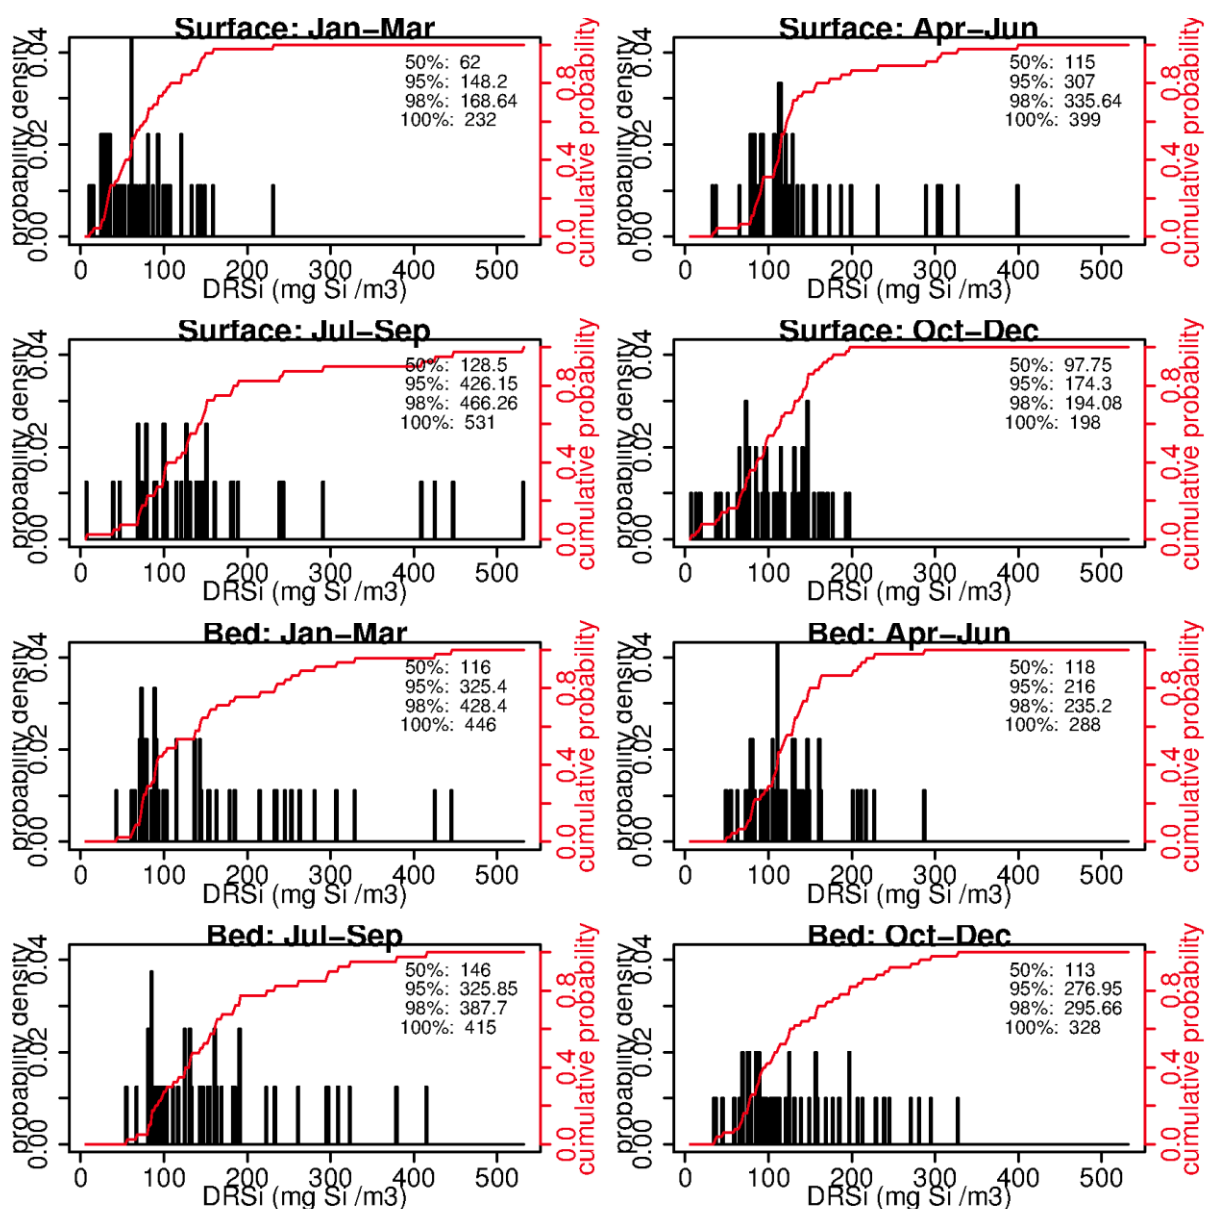 Surface: Jan−Mar
probability density
0.00
0.02
0.04
50%: 62
95%: 148.2
98%: 168.64
100%: 232
0.0
0.4
0.8
cumulative probability
0 100 200 300 400 500
DRSi (mg Si /m3)
Surface: Apr−Jun
probability density
0.00
0.02
0.04
50%: 115
95%: 307
98%: 335.64
100%: 399
0.0
0.4
0.8
cumulative probability
0 100 200 300 400 500
DRSi (mg Si /m3)
Surface: Jul−Sep
probability density
0.00
0.02
0.04
50%: 128.5
95%: 426.15
98%: 466.26
100%: 531
0.0
0.4
0.8
cumulative probability
0 100 200 300 400 500
DRSi (mg Si /m3)
Surface: Oct−Dec
probability density
0.00
0.02
0.04
50%: 97.75
95%: 174.3
98%: 194.08
100%: 198
0.0
0.4
0.8
cumulative probability
0 100 200 300 400 500
DRSi (mg Si /m3)
Bed: Jan−Mar
probability density
0.00
0.02
0.04
50%: 116
95%: 325.4
98%: 428.4
100%: 446
0.0
0.4
0.8
cumulative probability
0 100 200 300 400 500
DRSi (mg Si /m3)
Bed: Apr−Jun
probability density
0.00
0.02
0.04
50%: 118
95%: 216
98%: 235.2
100%: 288
0.0
0.4
0.8
cumulative probability
0 100 200 300 400 500
DRSi (mg Si /m3)
Bed: Jul−Sep
probability density
0.00
0.02
0.04
50%: 146
95%: 325.85
98%: 387.7
100%: 415
0.0
0.4
0.8
cumulative probability
0 100 200 300 400 500
DRSi (mg Si /m3)
Bed: Oct−Dec
probability density
0.00
0.02
0.04
50%: 113
95%: 276.95
98%: 295.66
100%: 328
0.0
0.4
0.8
cumulative probability
0 100 200 300 400 500
DRSi (mg Si /m3)